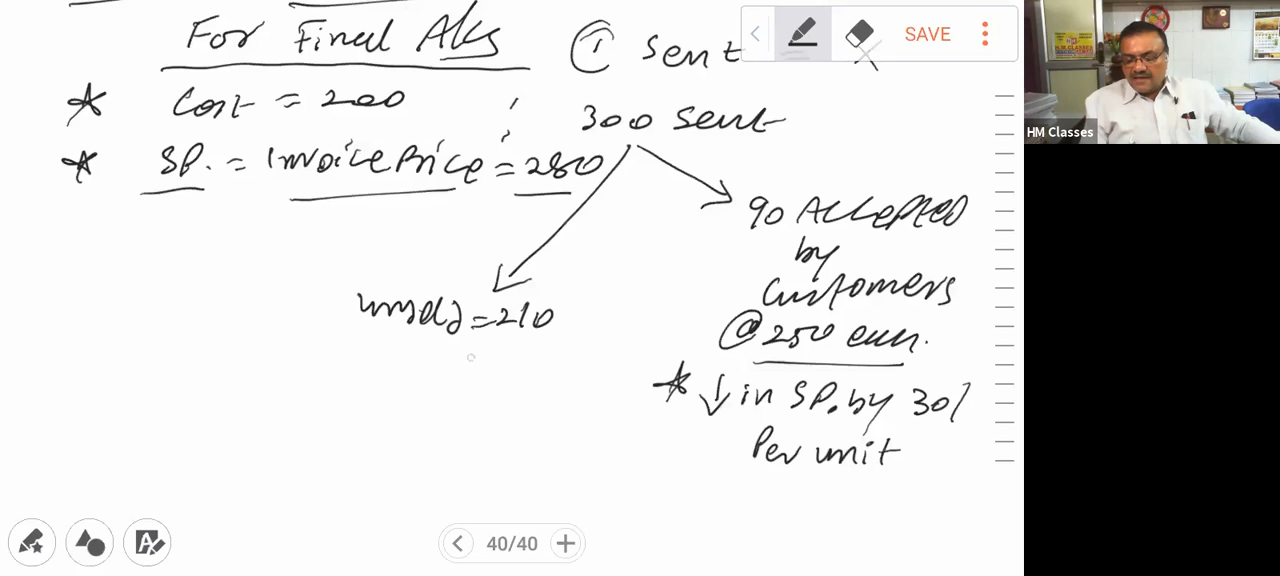 For Final A/cs
① Sent
SAVE
* Cost = 200
* SP. = Invoice Price = 280
300 Sent
90 Accepted
by
Customers
@ 250 each.
Unsold = 210
* ↓ in SP. by 30/
Per unit
HM Classes
40/40